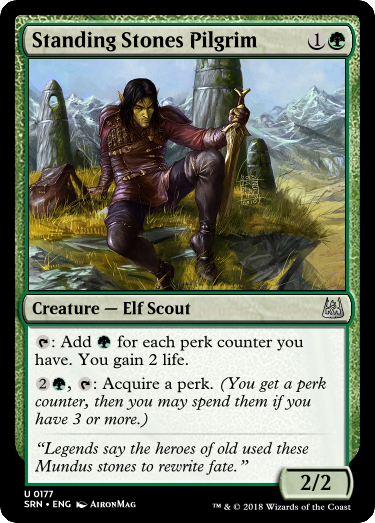 Standing Stones Pilgrim 1
Creature — Elf Scout
: Add for each perk counter you
have. You gain 2 life.
2 , : Acquire a perk. (You get a perk
counter, then you may spend them if you
have 3 or more.)
“Legends say the heroes of old used these
Mundus stones to rewrite fate.”
2/2
U 0177
SRN • ENG AIRONMAG
™ & © 2018 Wizards of the Coast